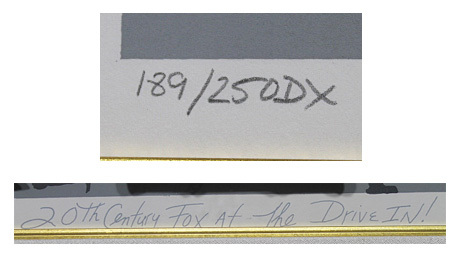 189/250DX
20th Century Fox At the Drive IN!